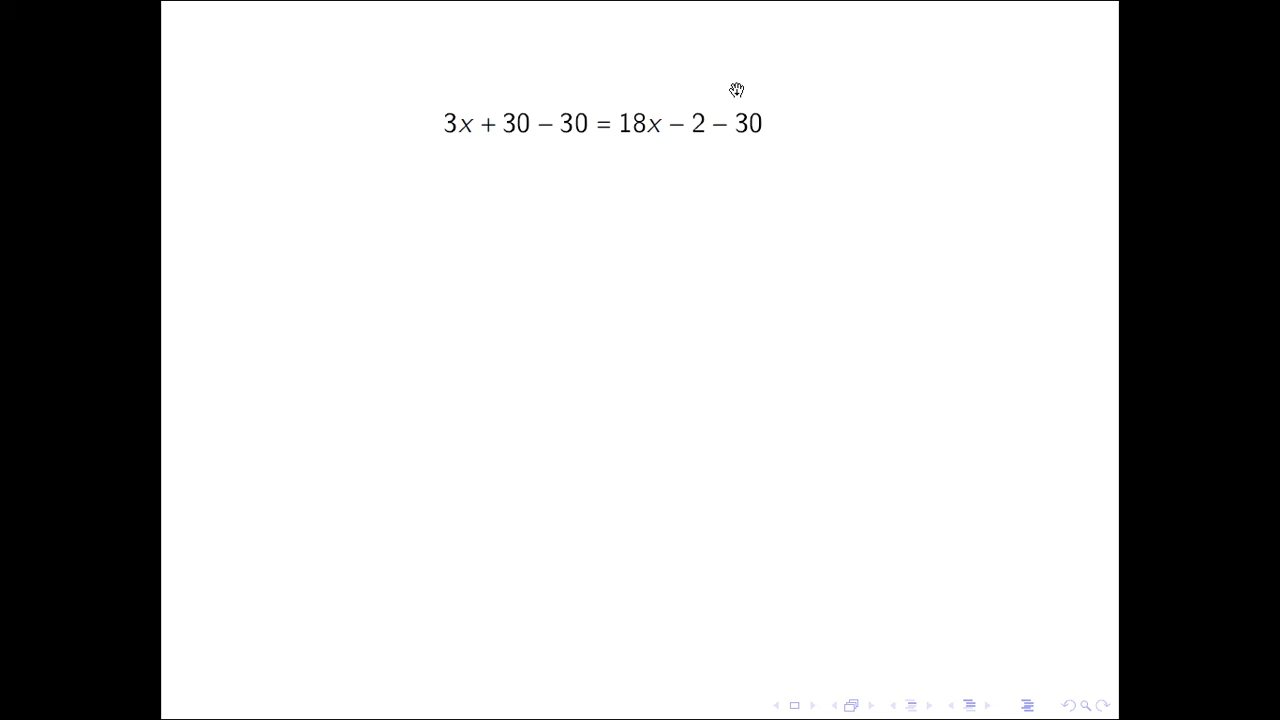 3x + 30 − 30 = 18x − 2 − 30